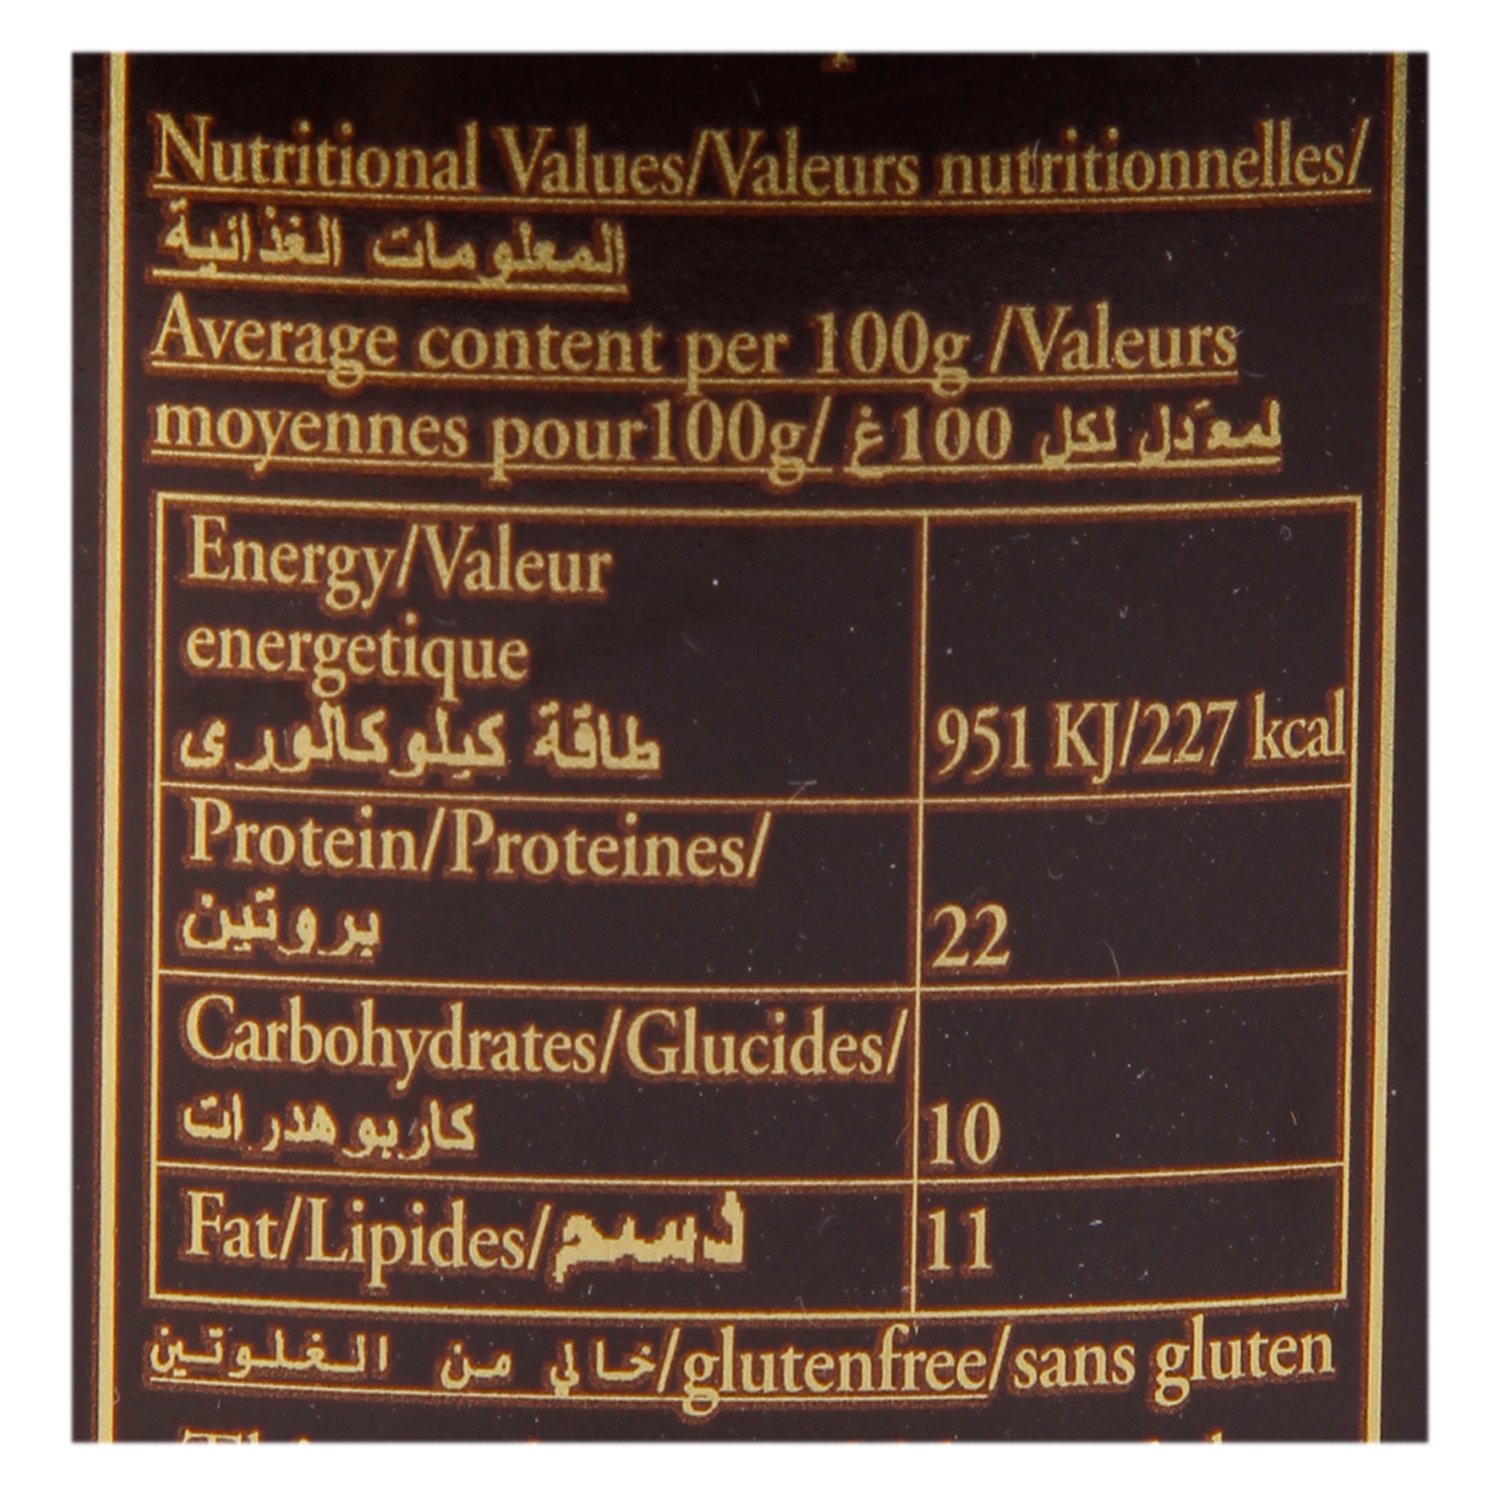 Nutritional Values/Valeurs nutritionnelles/
المعلومات الغذائية
Average content per 100g /Valeurs
moyennes pour100g/ لمعدّل لكل 100غ
Energy/Valeur
energetique
طاقة كيلوكالورى 951 KJ/227 kcal
Protein/Proteines/
بروتين 22
Carbohydrates/Glucides/
كاربوهدرات 10
Fat/Lipides/دسم 11
خالي من الغلوتين/glutenfree/sans gluten